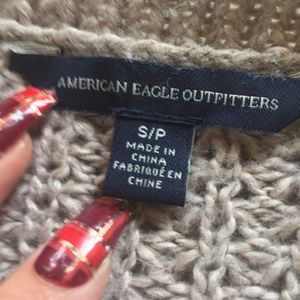 AMERICAN EAGLE OUTFITTERS
S/P
MADE IN
CHINA
FABRIQUÉ EN
CHINE